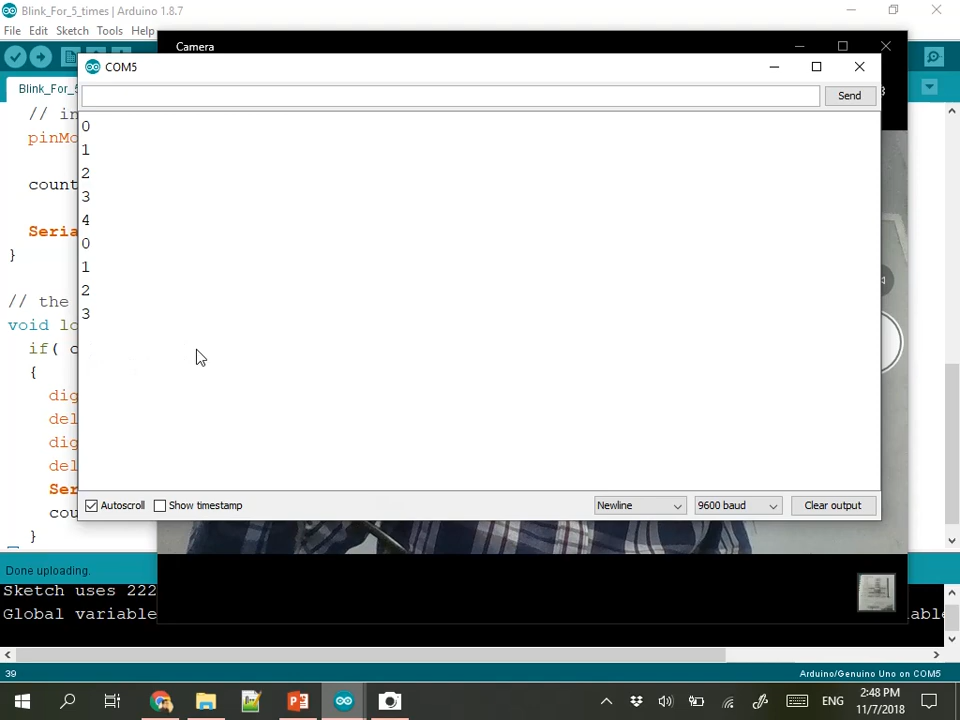 Blink_For_5_times | Arduino 1.8.7
File Edit Sketch Tools Help
Camera
COM5
Blink_For_5
Send
// in
pinMo
count
Seria
}
// the
void lo
if( c
{
dig
del
dig
del
Ser
cou
}
0
1
2
3
4
0
1
2
3
Autoscroll Show timestamp Newline 9600 baud Clear output
Done uploading.
Sketch uses 222
Global variable
able
39
Arduino/Genuino Uno on COM5
ENG
2:48 PM
11/7/2018